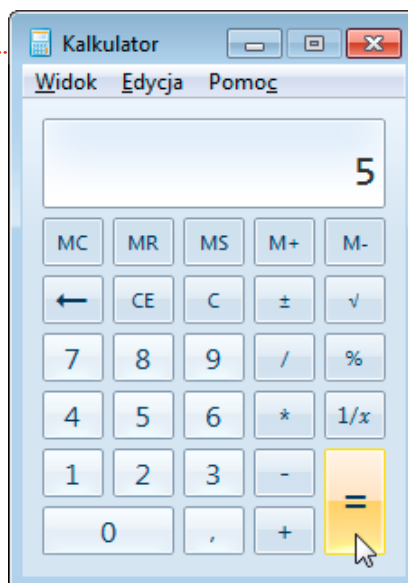 Kalkulator
Widok Edycja Pomoc
5
MC MR MS M+ M-
← CE C ± √
7 8 9 / %
4 5 6 * 1/x
1 2 3 - =
0 , +